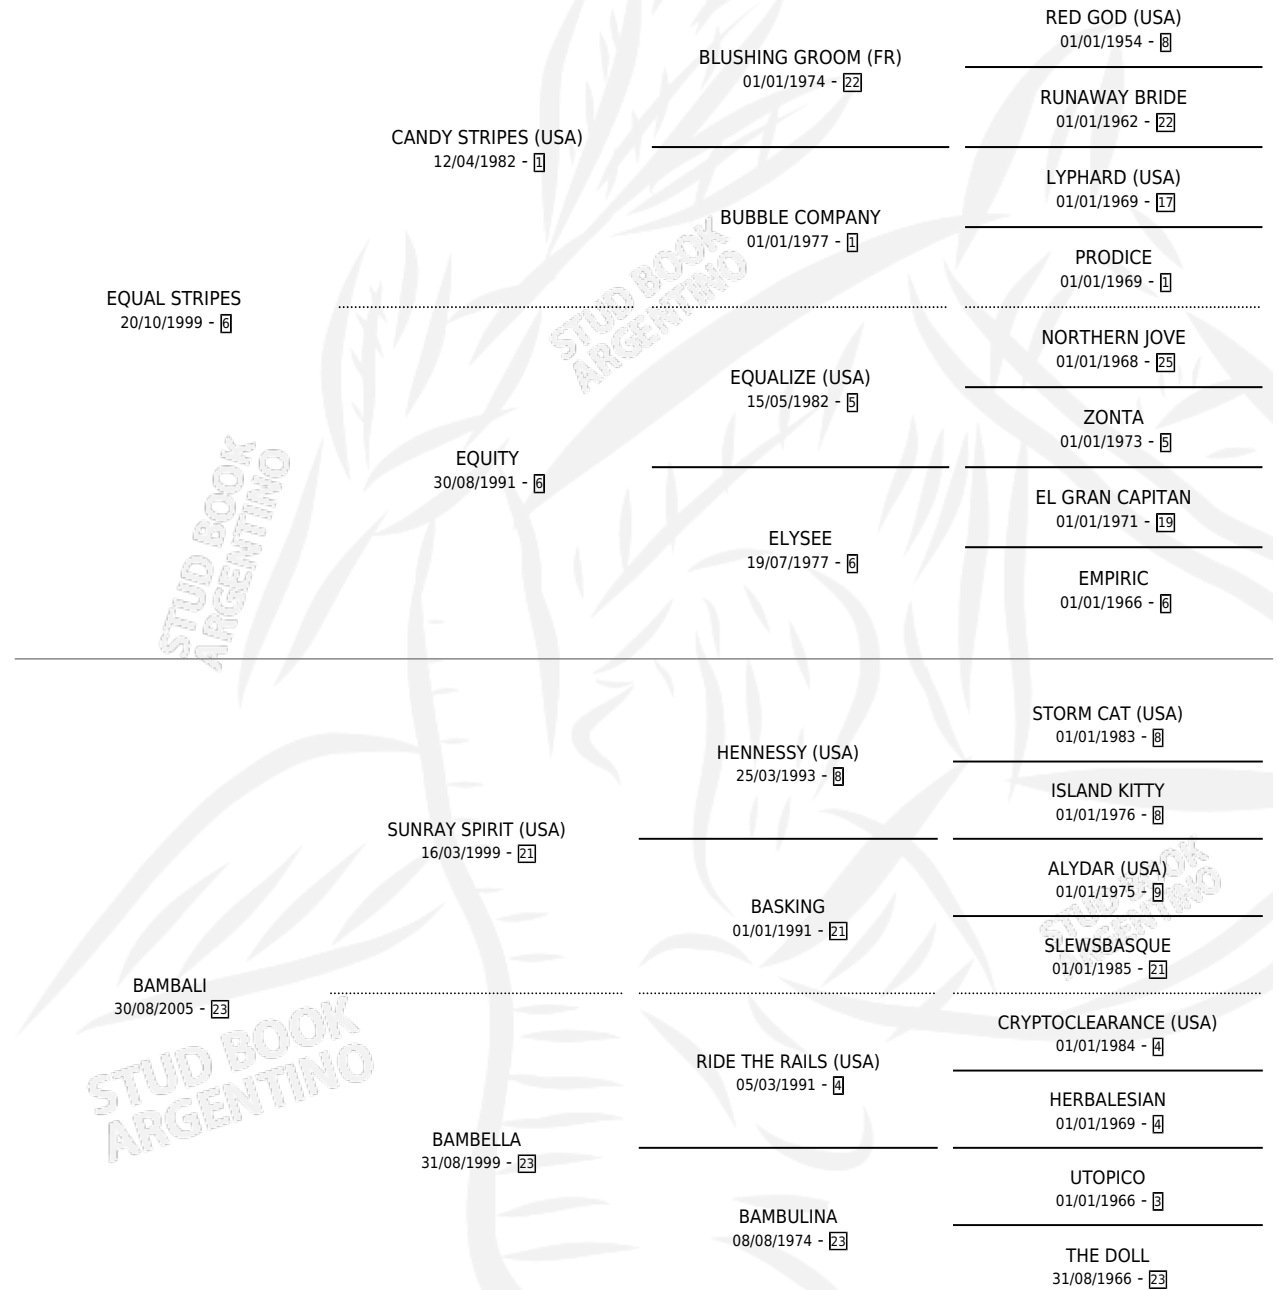 RED GOD (USA)
01/01/1954 - 8
BLUSHING GROOM (FR)
01/01/1974 - 22
RUNAWAY BRIDE
01/01/1962 - 22
CANDY STRIPES (USA)
12/04/1982 - 1
LYPHARD (USA)
01/01/1969 - 17
BUBBLE COMPANY
01/01/1977 - 1
PRODICE
01/01/1969 - 1
EQUAL STRIPES
20/10/1999 - 6
STUD BOOK
ARGENTINO
NORTHERN JOVE
01/01/1968 - 25
EQUALIZE (USA)
15/05/1982 - 5
ZONTA
01/01/1973 - 5
EQUITY
30/08/1991 - 6
EL GRAN CAPITAN
01/01/1971 - 19
ELYSEE
19/07/1977 - 6
EMPIRIC
01/01/1966 - 6
STUD BOOK
ARGENTINO
STORM CAT (USA)
01/01/1983 - 8
HENNESSY (USA)
25/03/1993 - 8
ISLAND KITTY
01/01/1976 - 8
SUNRAY SPIRIT (USA)
16/03/1999 - 21
ALYDAR (USA)
01/01/1975 - 9
BASKING
01/01/1991 - 21
SLEWSBASQUE
01/01/1985 - 21
STUD BOOK
ARGENTINO
BAMBALI
30/08/2005 - 23
CRYPTOCLEARANCE (USA)
01/01/1984 - 4
RIDE THE RAILS (USA)
05/03/1991 - 4
HERBALESIAN
01/01/1969 - 4
STUD BOOK
ARGENTINO
BAMBELLA
31/08/1999 - 23
UTOPICO
01/01/1966 - 3
BAMBULINA
08/08/1974 - 23
THE DOLL
31/08/1966 - 23